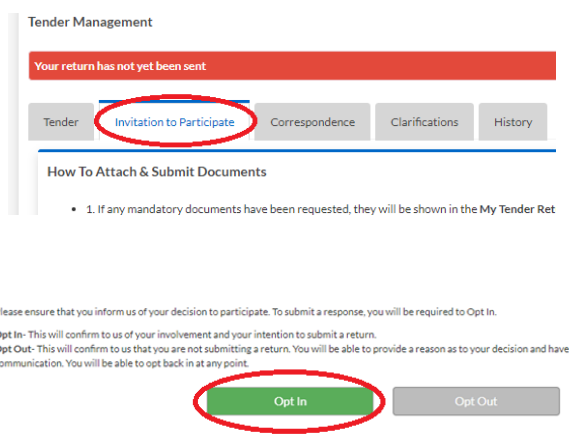 Tender Management
Your return has not yet been sent
Tender Invitation to Participate Correspondence Clarifications History
How To Attach & Submit Documents
• 1. If any mandatory documents have been requested, they will be shown in the My Tender Ret
lease ensure that you inform us of your decision to participate. To submit a response, you will be required to Opt In.
Opt In- This will confirm to us of your involvement and your intention to submit a return.
Opt Out- This will confirm to us that you are not submitting a return. You will be able to provide a reason as to your decision and have
ommunication. You will be able to opt back in at any point.
Opt In Opt Out